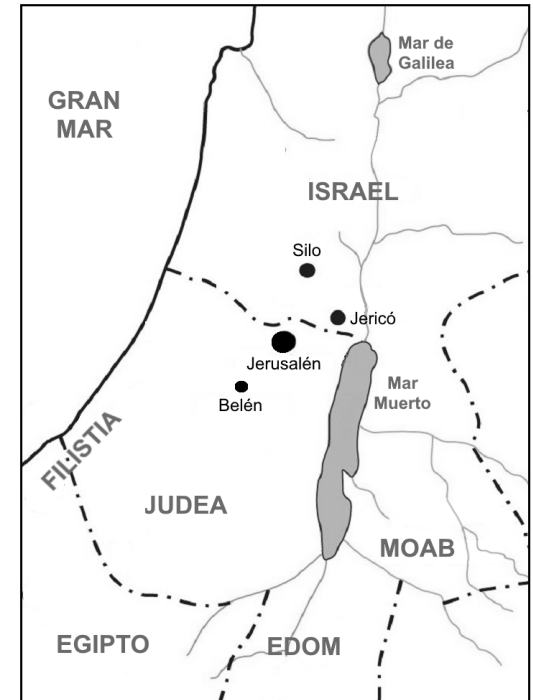 Mar de
Galilea
GRAN
MAR
ISRAEL
Silo
Jericó
Jerusalén
Mar
Muerto
Belén
FILISTIA
JUDEA
MOAB
EGIPTO
EDOM